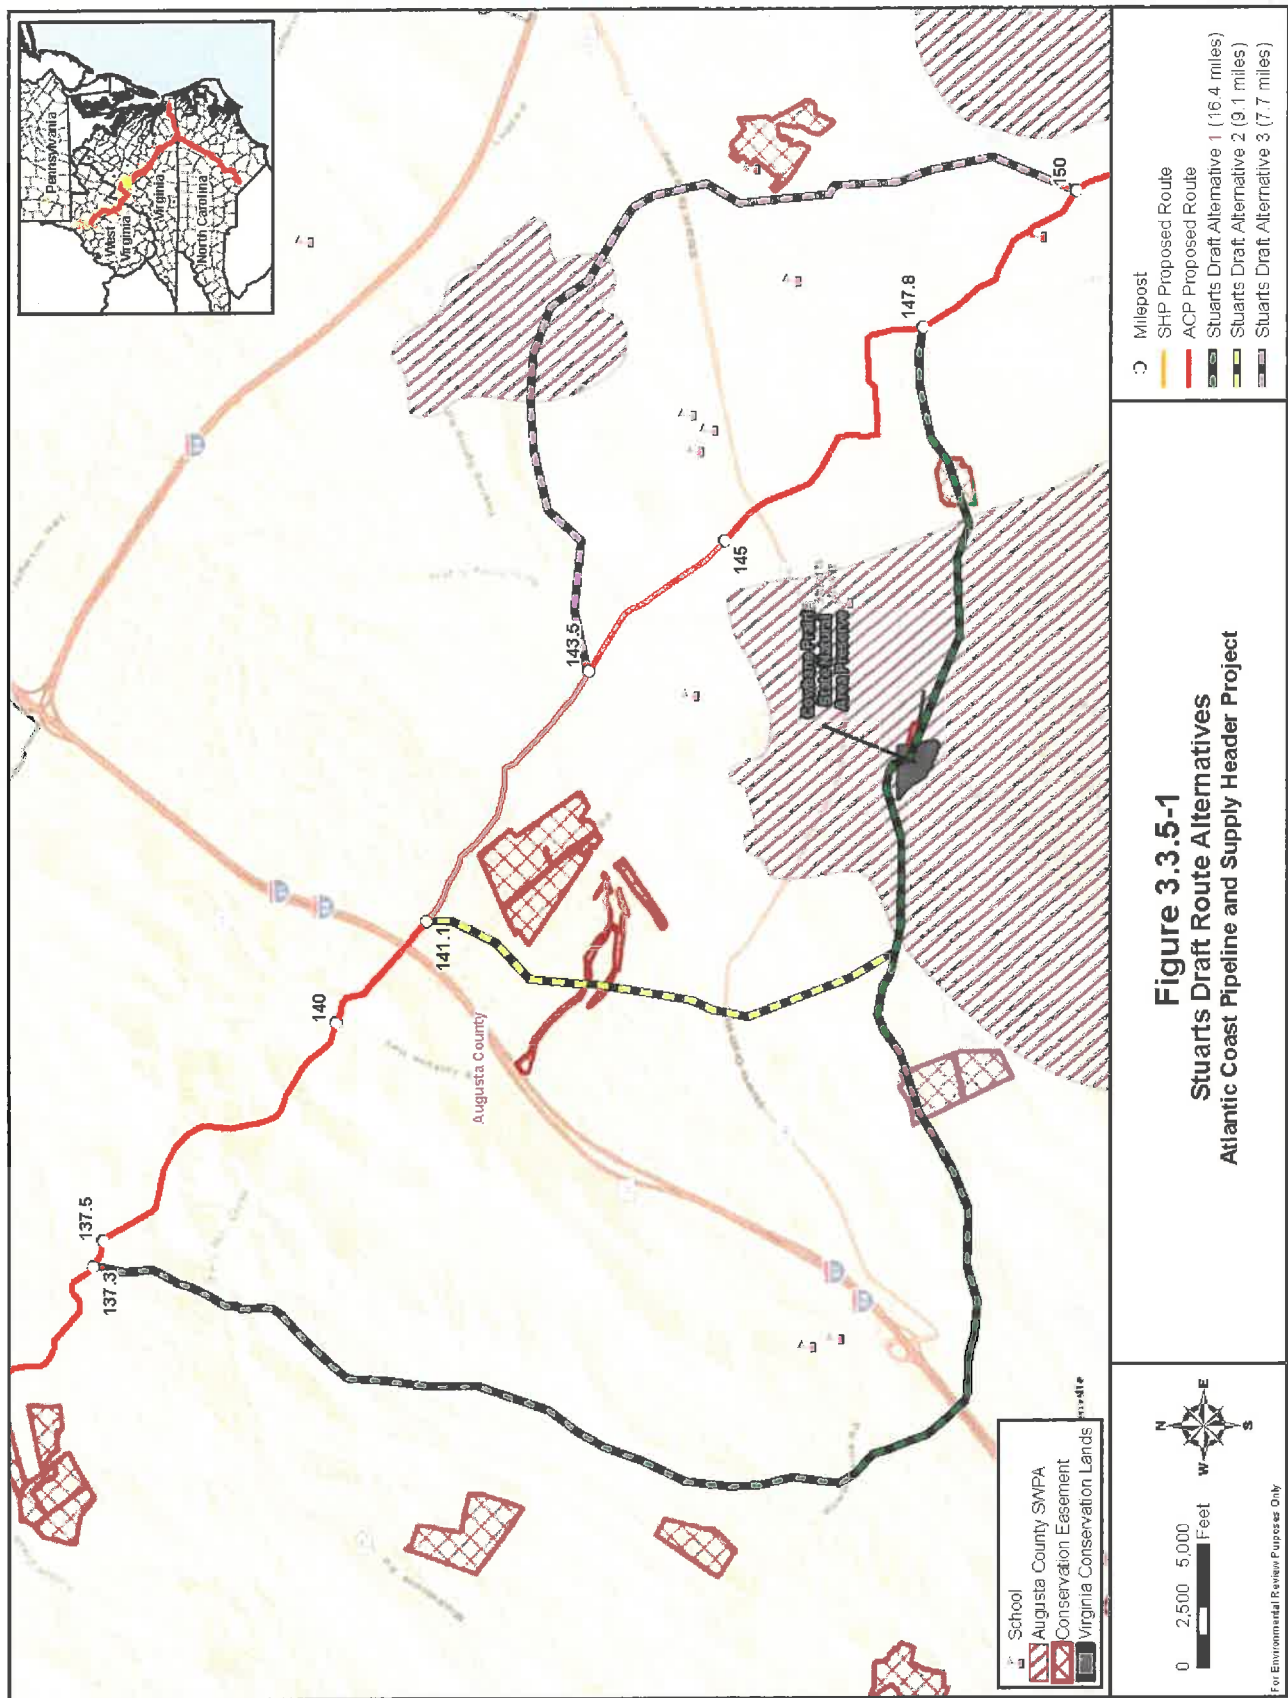 Pennsylvania
West
Virginia
Virginia
North Carolina
137.3
137.5
140
141.1
143.5
145
147.8
150
Augusta County
State Natural
Area Preserve
School
Augusta County SWPA
Conservation Easement
Virginia Conservation Lands
Milepost
SHP Proposed Route
ACP Proposed Route
Stuarts Draft Alternative 1 (16.4 miles)
Stuarts Draft Alternative 2 (9.1 miles)
Stuarts Draft Alternative 3 (7.7 miles)
Figure 3.3.5-1
Stuarts Draft Route Alternatives
Atlantic Coast Pipeline and Supply Header Project
N
W
E
S
0 2,500 5,000
Feet
For Environmental Review Purposes Only